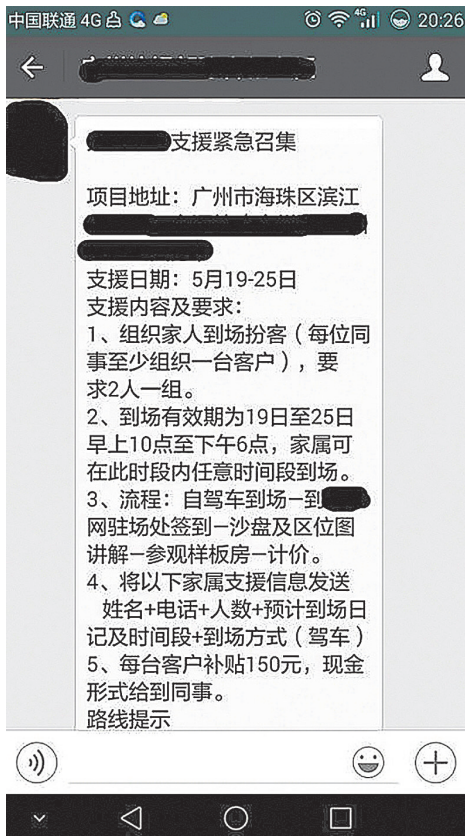 中国联通 4G
4G
20:26
支援紧急召集
项目地址：广州市海珠区滨江
支援日期：5月19-25日
支援内容及要求：
1、组织家人到场扮客（每位同
事至少组织一台客户），要
求2人一组。
2、到场有效期为19日至25日
早上10点至下午6点，家属可
在此时段内任意时间段到场。
3、流程：自驾车到场—到
网驻场处签到—沙盘及区位图
讲解—参观样板房—计价。
4、将以下家属支援信息发送
姓名+电话+人数+预计到场日
记及时间段+到场方式（驾车）
5、每台客户补贴150元，现金
形式给到同事。
路线提示